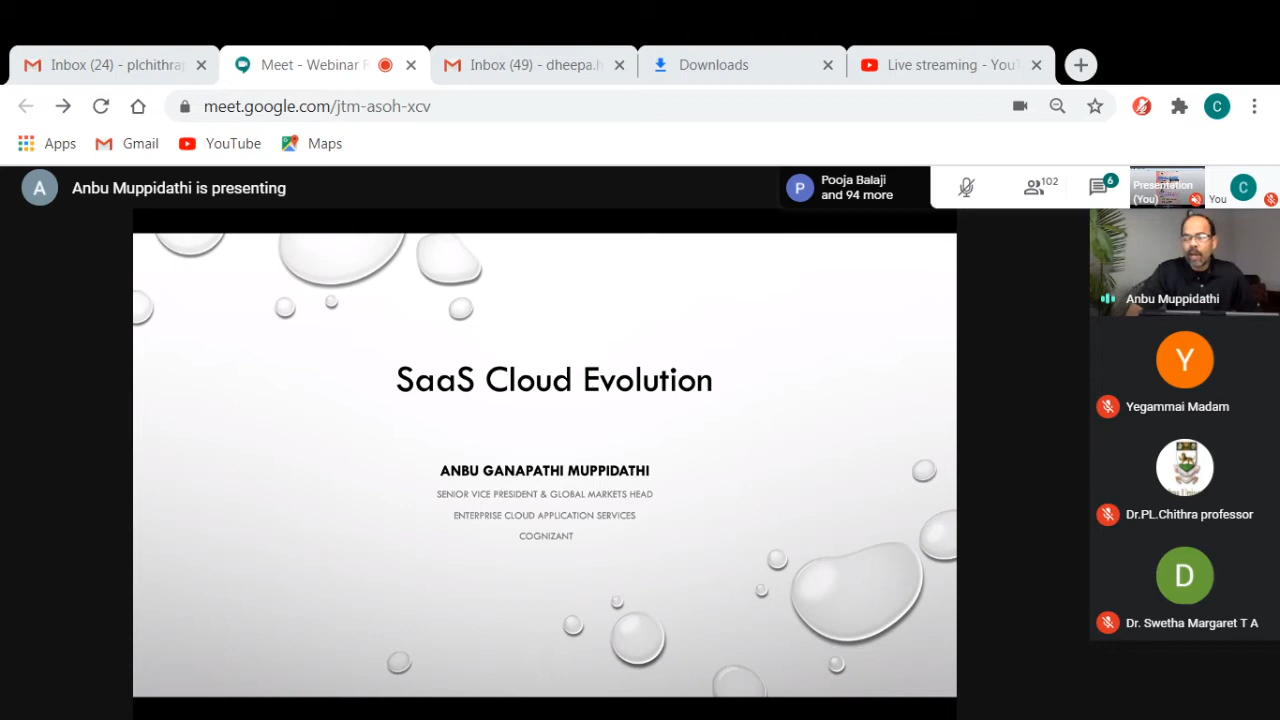 Inbox (24) - plchithrap
Meet - Webinar R
Inbox (49) - dheepa.h
Downloads
Live streaming - YouT
meet.google.com/jtm-asoh-xcv
C
Apps
Gmail
YouTube
Maps
A
Anbu Muppidathi is presenting
P
Pooja Balaji
and 94 more
102
6
Presentation
(You)
C
You
Anbu Muppidathi
SaaS Cloud Evolution
ANBU GANAPATHI MUPPIDATHI
SENIOR VICE PRESIDENT & GLOBAL MARKETS HEAD
ENTERPRISE CLOUD APPLICATION SERVICES
COGNIZANT
Y
Yegammai Madam
Dr.PL.Chithra professor
D
Dr. Swetha Margaret T A